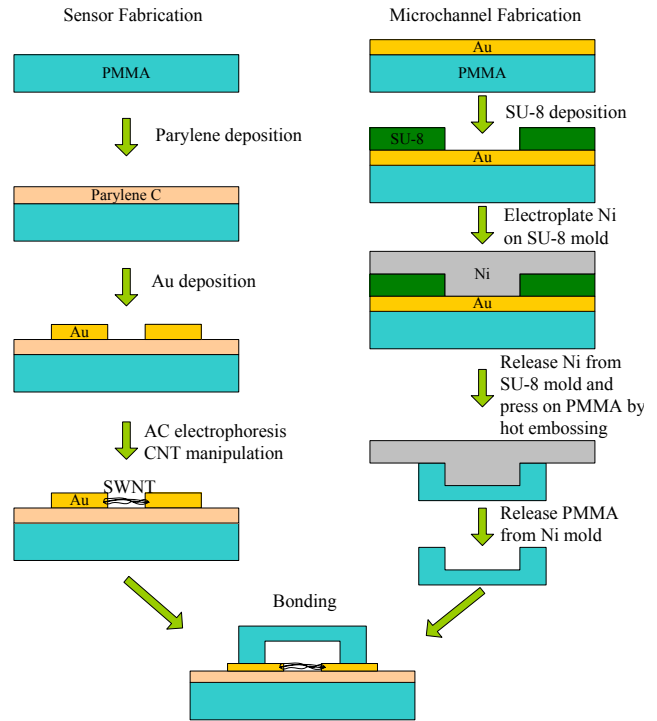 Sensor Fabrication
PMMA
Parylene deposition
Parylene C
Au deposition
Au
AC electrophoresis
CNT manipulation
SWNT
Au
Microchannel Fabrication
Au
PMMA
SU-8 deposition
SU-8
Au
Electroplate Ni
on SU-8 mold
Ni
Au
Release Ni from
SU-8 mold and
press on PMMA by
hot embossing
Release PMMA
from Ni mold
Bonding